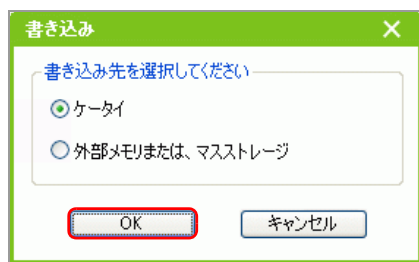 書き込み
書き込み先を選択してください
ケータイ
外部メモリまたは、マスストレージ
OK
キャンセル